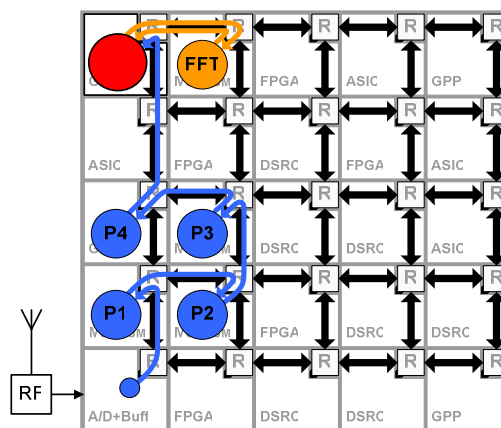 R R R R
FFT
FPGA ASIC GPP
R R R R R
ASIC FPGA DSRC FPGA ASIC
R R R R R
P4 P3
DSRC DSRC ASIC
R R R R R
P1 P2
FPGA DSRC DSRC
R R R R R
RF
A/D+Buff FPGA DSRC DSRC GPP